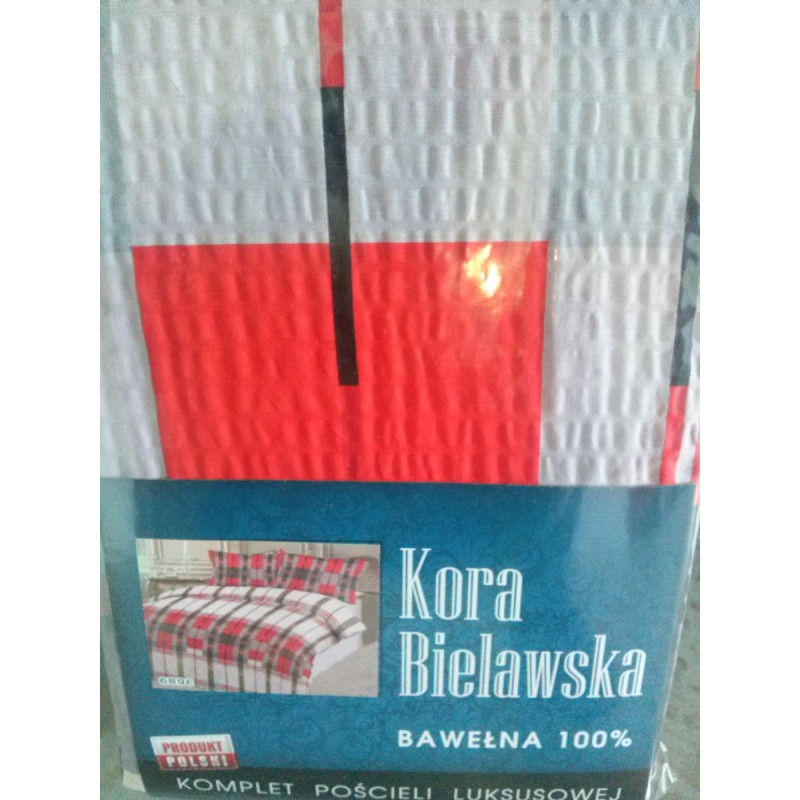 Kora
Bielawska
BAWEŁNA 100%
PRODUKT
POLSKI
KOMPLET POŚCIELI LUKSUSOWEJ